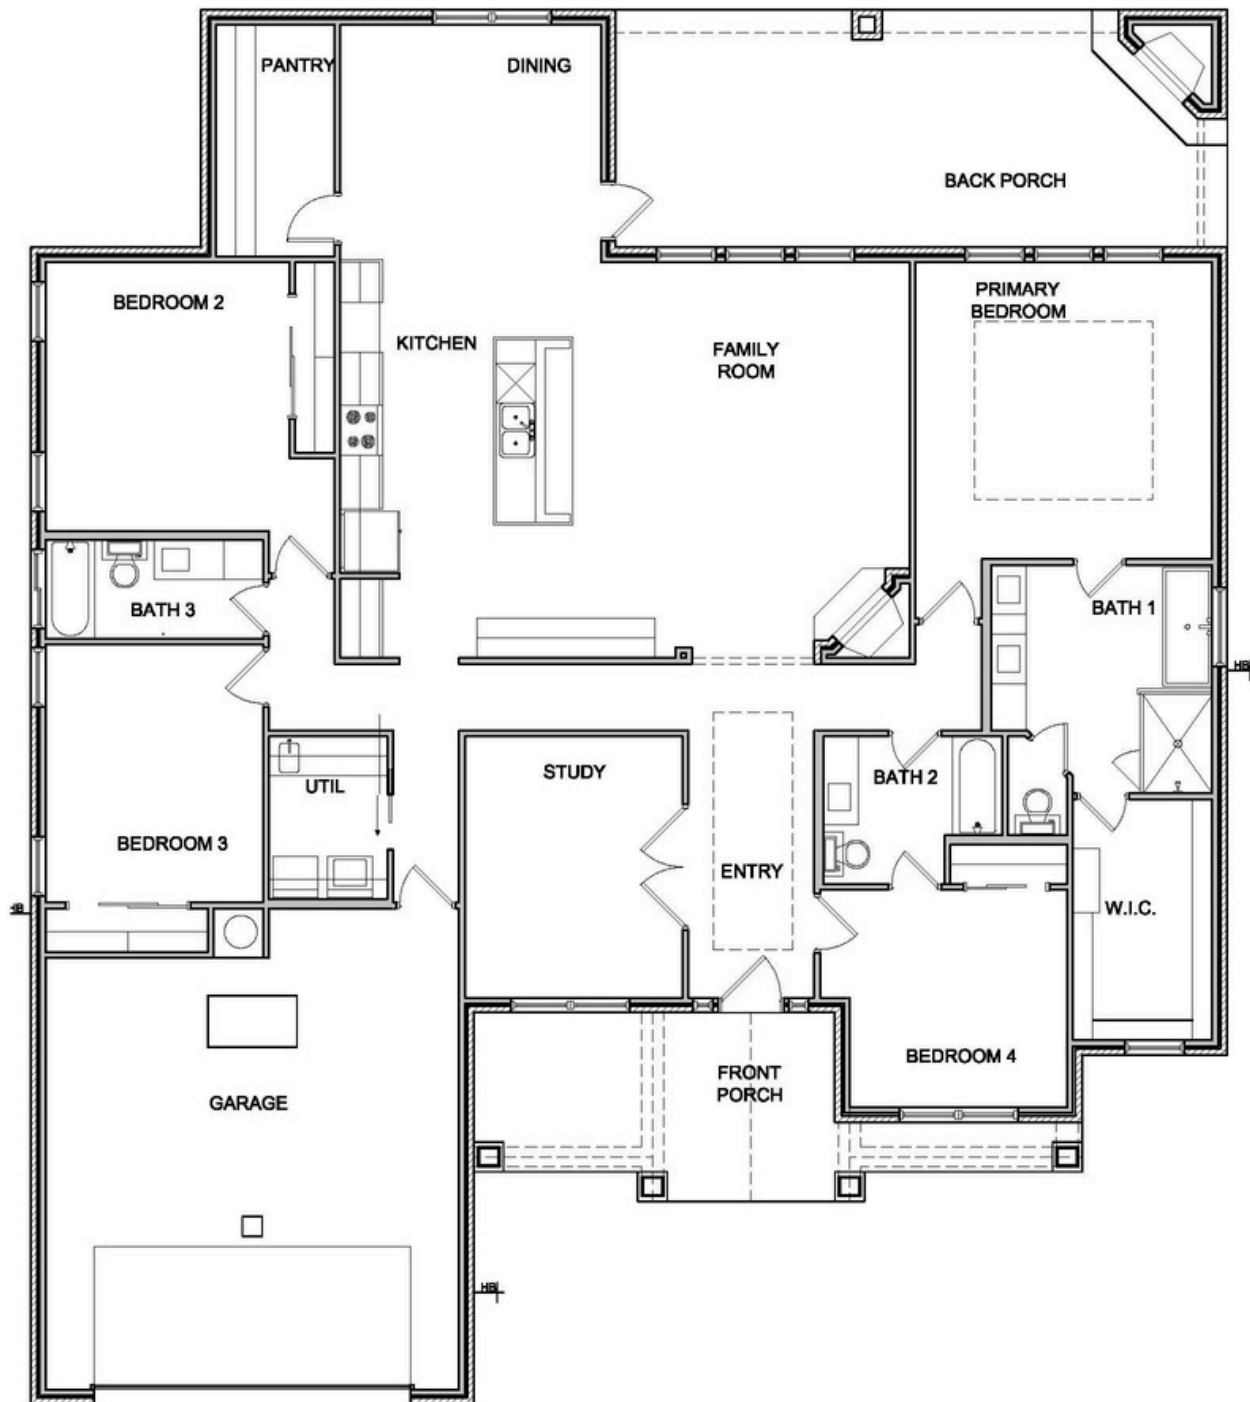 PANTRY
DINING
BACK PORCH
BEDROOM 2
PRIMARY
BEDROOM
KITCHEN
FAMILY
ROOM
BATH 3
BATH 1
HB
STUDY
BATH 2
UTIL
BEDROOM 3
ENTRY
W.I.C.
HB
BEDROOM 4
FRONT
PORCH
GARAGE
HB